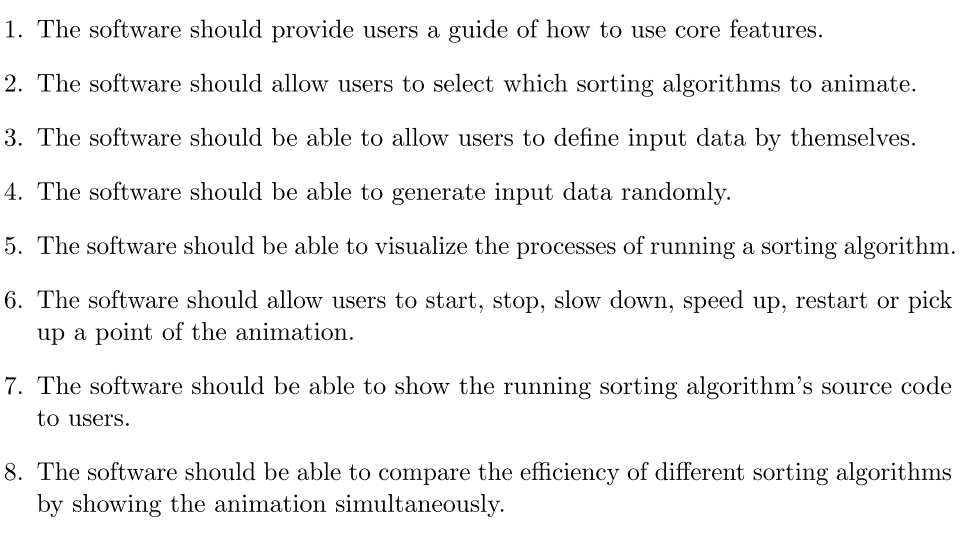 1. The software should provide users a guide of how to use core features.
2. The software should allow users to select which sorting algorithms to animate.
3. The software should be able to allow users to define input data by themselves.
4. The software should be able to generate input data randomly.
5. The software should be able to visualize the processes of running a sorting algorithm.
6. The software should allow users to start, stop, slow down, speed up, restart or pick
up a point of the animation.
7. The software should be able to show the running sorting algorithm's source code
to users.
8. The software should be able to compare the efficiency of different sorting algorithms
by showing the animation simultaneously.